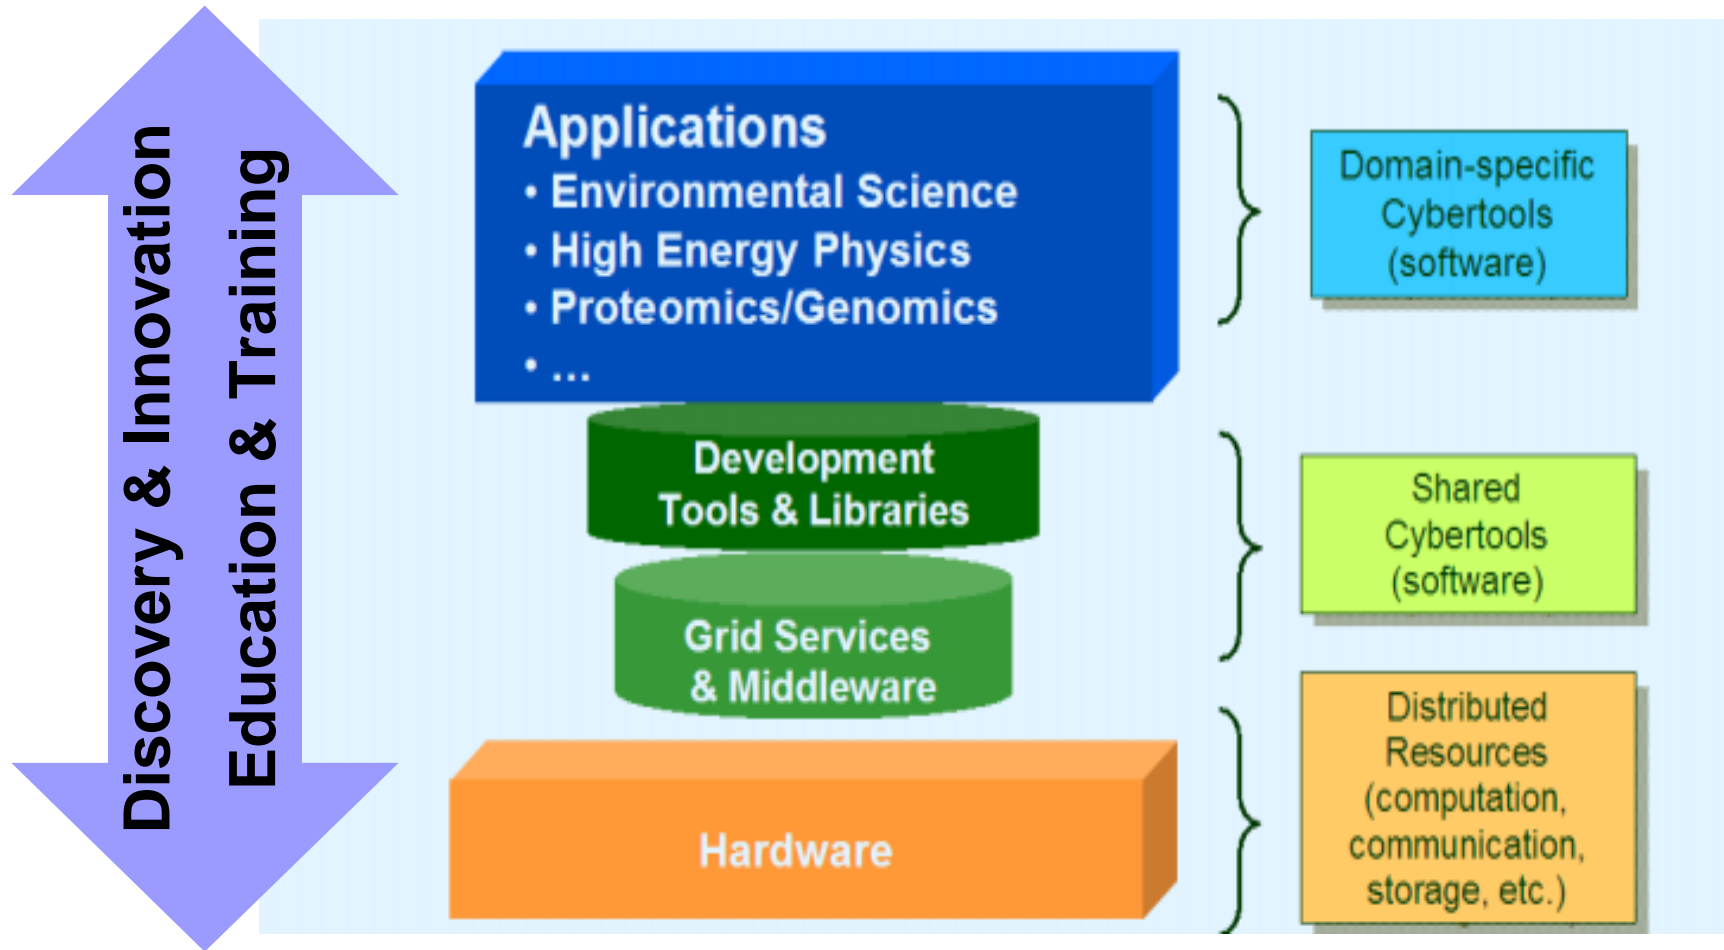 Discovery & Innovation
Education & Training
Applications
• Environmental Science
• High Energy Physics
• Proteomics/Genomics
• ...
Development
Tools & Libraries
Grid Services
& Middleware
Hardware
Domain-specific
Cybertools
(software)
Shared
Cybertools
(software)
Distributed
Resources
(computation,
communication,
storage, etc.)